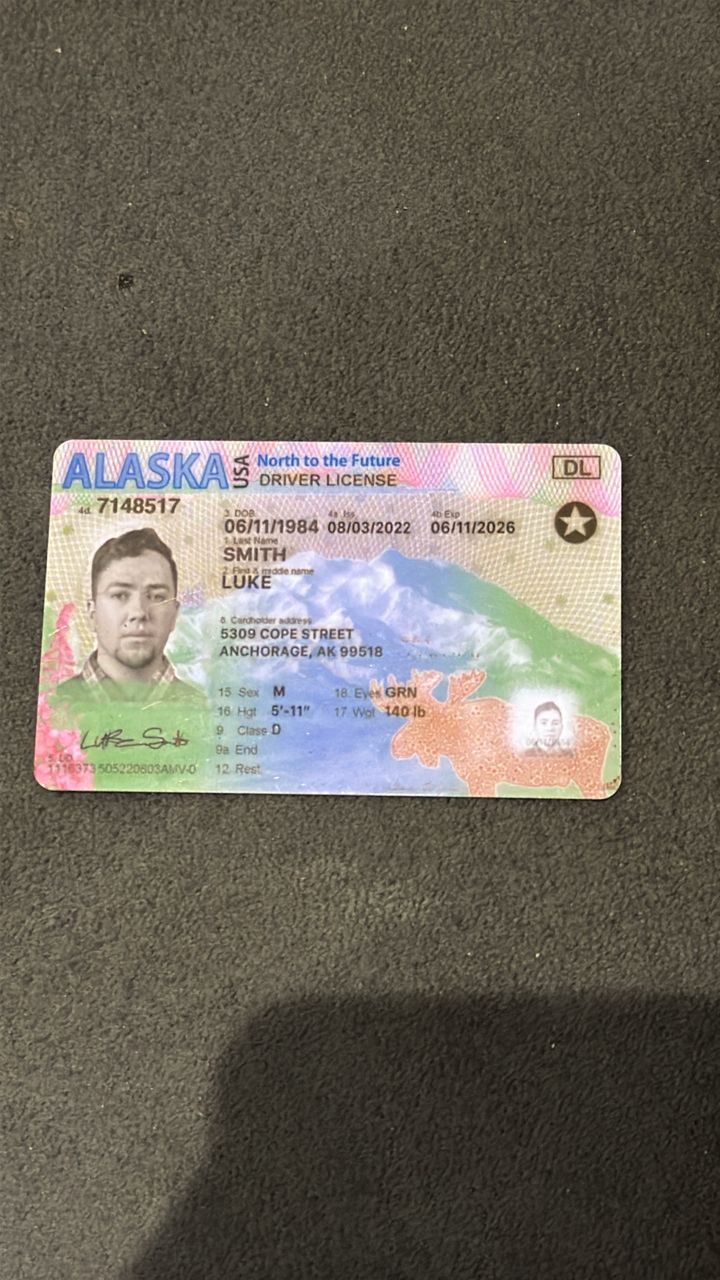 ALASKA USA North to the Future DL
DRIVER LICENSE
4d. 7148517
3. DOB 4a. Iss 4b Exp
06/11/1984 08/03/2022 06/11/2026
1. Last Name
SMITH
2. First & middle name
LUKE
8. Cardholder address
5309 COPE STREET
ANCHORAGE, AK 99518
15 Sex M 18. Eyes GRN
16 Hgt 5'-11" 17 Wgt 140 lb
9 Class D
9a End
12 Rest
Luke Smith
5. DD
1116373 505220803AMV-0